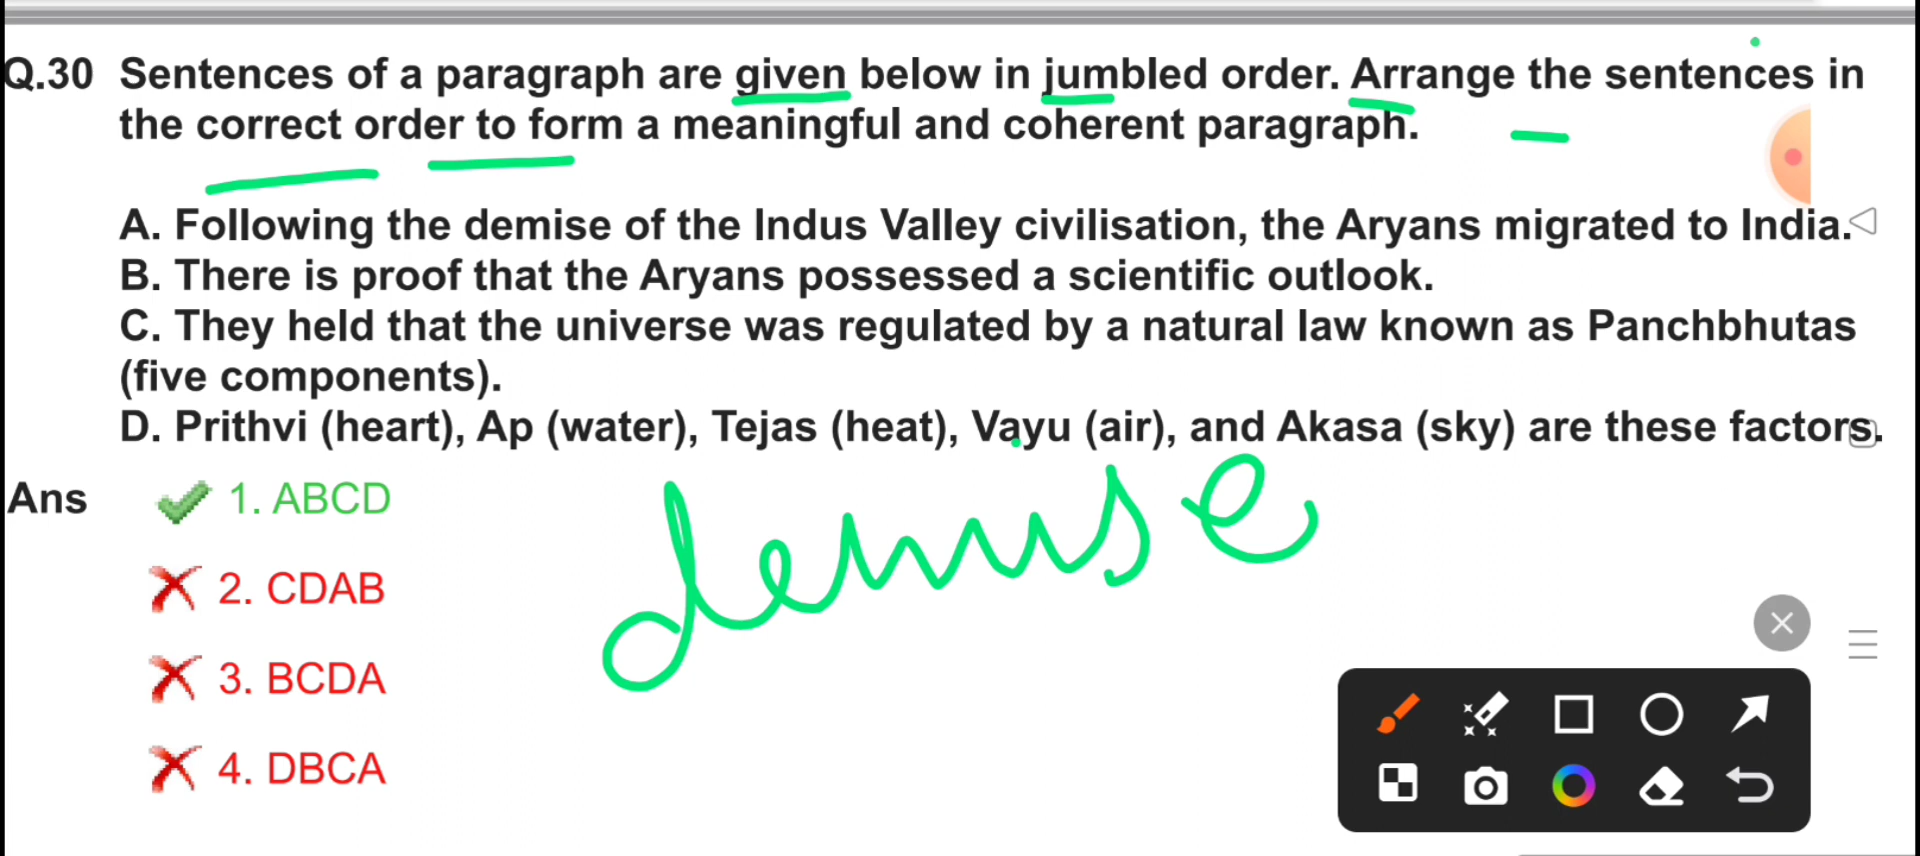 Q.30 Sentences of a paragraph are given below in jumbled order. Arrange the sentences in
the correct order to form a meaningful and coherent paragraph.
A. Following the demise of the Indus Valley civilisation, the Aryans migrated to India.
B. There is proof that the Aryans possessed a scientific outlook.
C. They held that the universe was regulated by a natural law known as Panchbhutas
(five components).
D. Prithvi (heart), Ap (water), Tejas (heat), Vayu (air), and Akasa (sky) are these factors.
Ans 1. ABCD
2. CDAB
3. BCDA
4. DBCA
demise